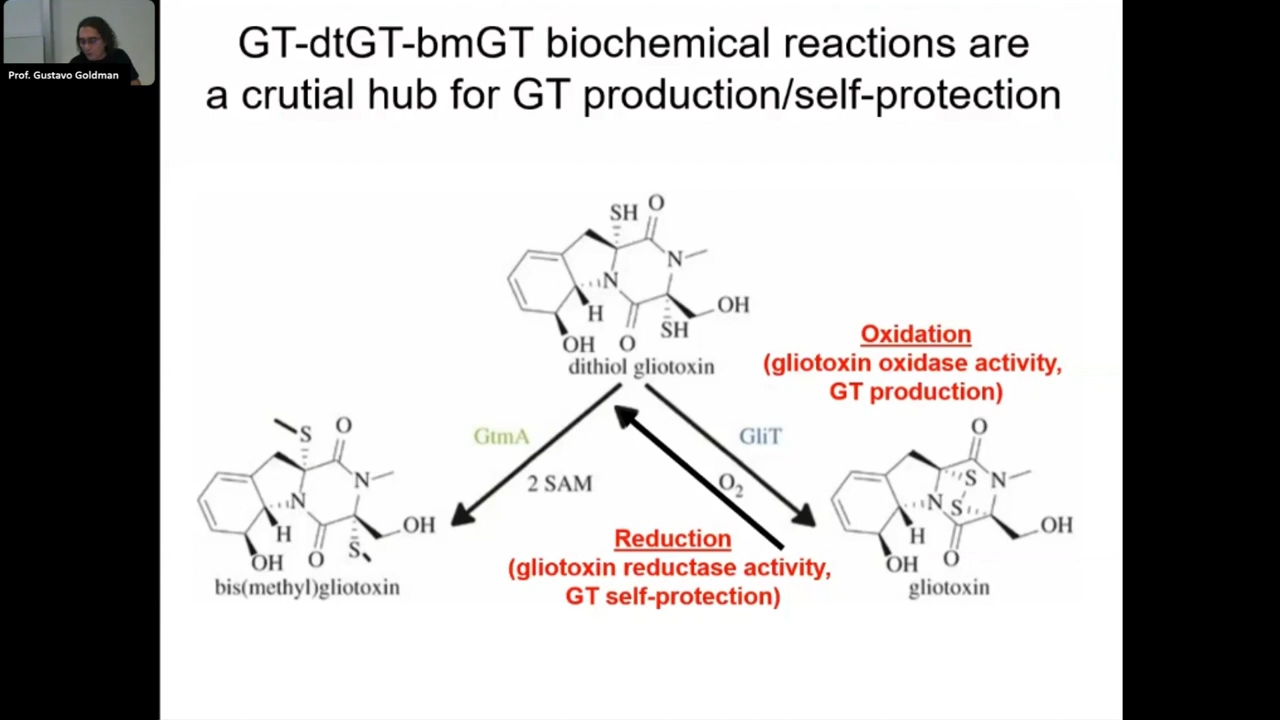 Prof. Gustavo Goldman
GT-dtGT-bmGT biochemical reactions are
a crutial hub for GT production/self-protection
SH
O
N
N
H
OH
SH
OH
O
dithiol gliotoxin
Oxidation
(gliotoxin oxidase activity,
GT production)
GtmA
GliT
2 SAM
O2
Reduction
(gliotoxin reductase activity,
GT self-protection)
S
O
N
N
H
OH
S
OH
O
bis(methyl)gliotoxin
O
S
N
N
S
H
OH
OH
O
gliotoxin